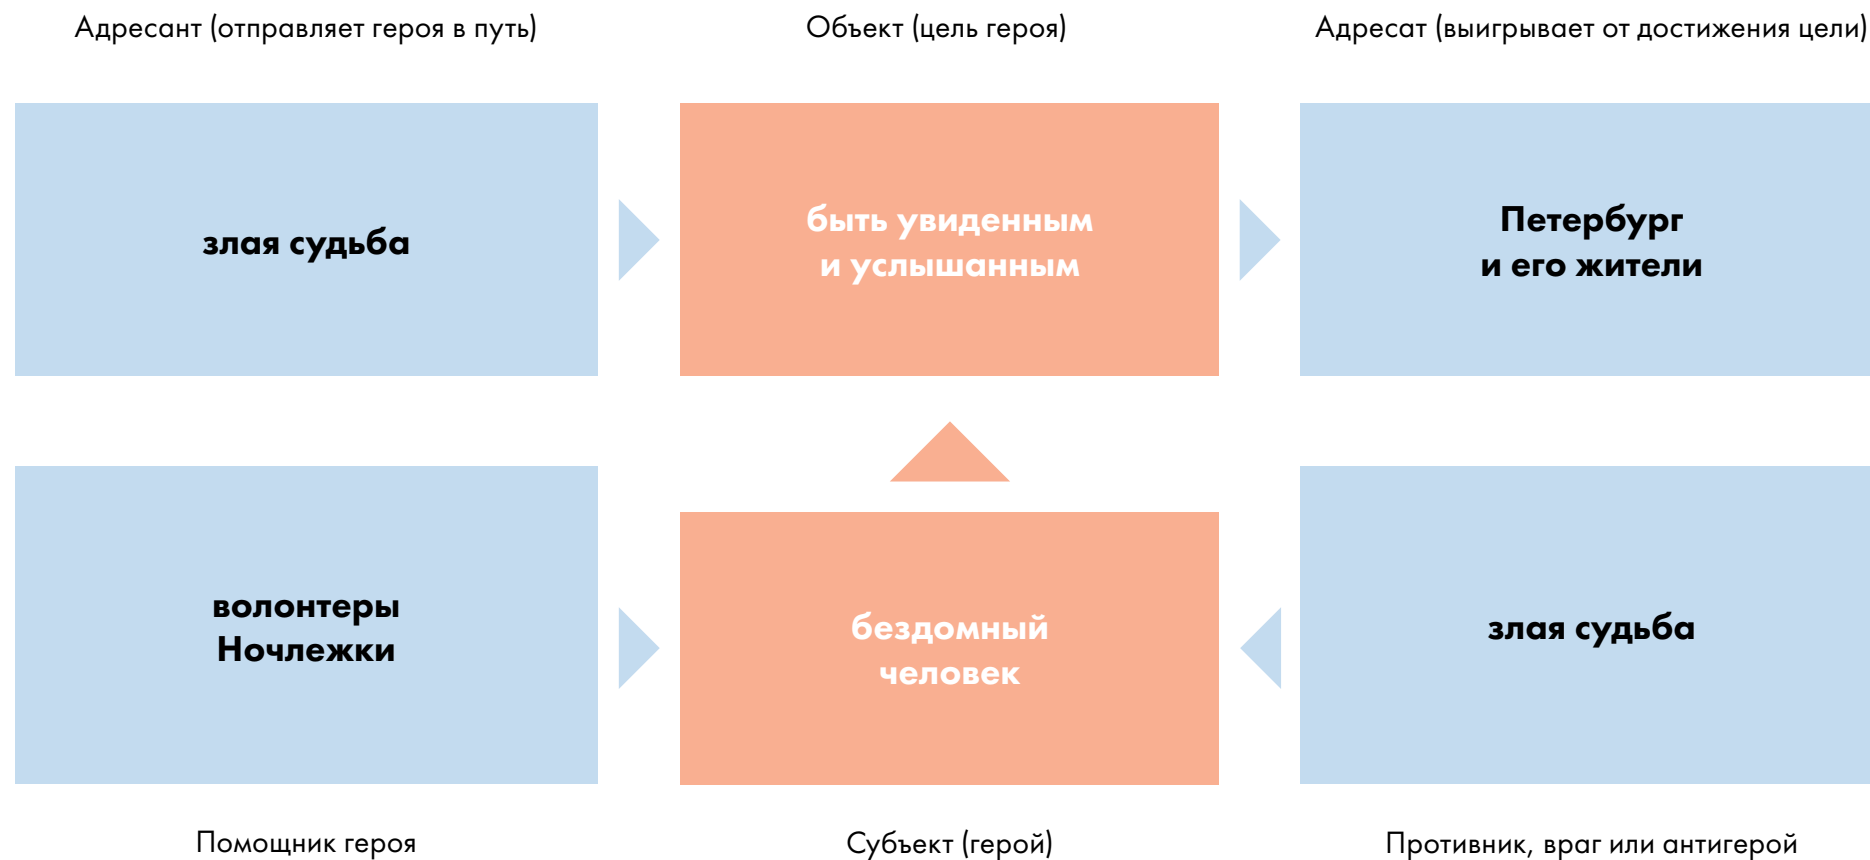 Адресант (отправляет героя в путь)
Объект (цель героя)
Адресат (выигрывает от достижения цели)
злая судьба
быть увиденным
и услышанным
Петербург
и его жители
волонтеры
Ночлежки
бездомный
человек
злая судьба
Помощник героя
Субъект (герой)
Противник, враг или антигерой